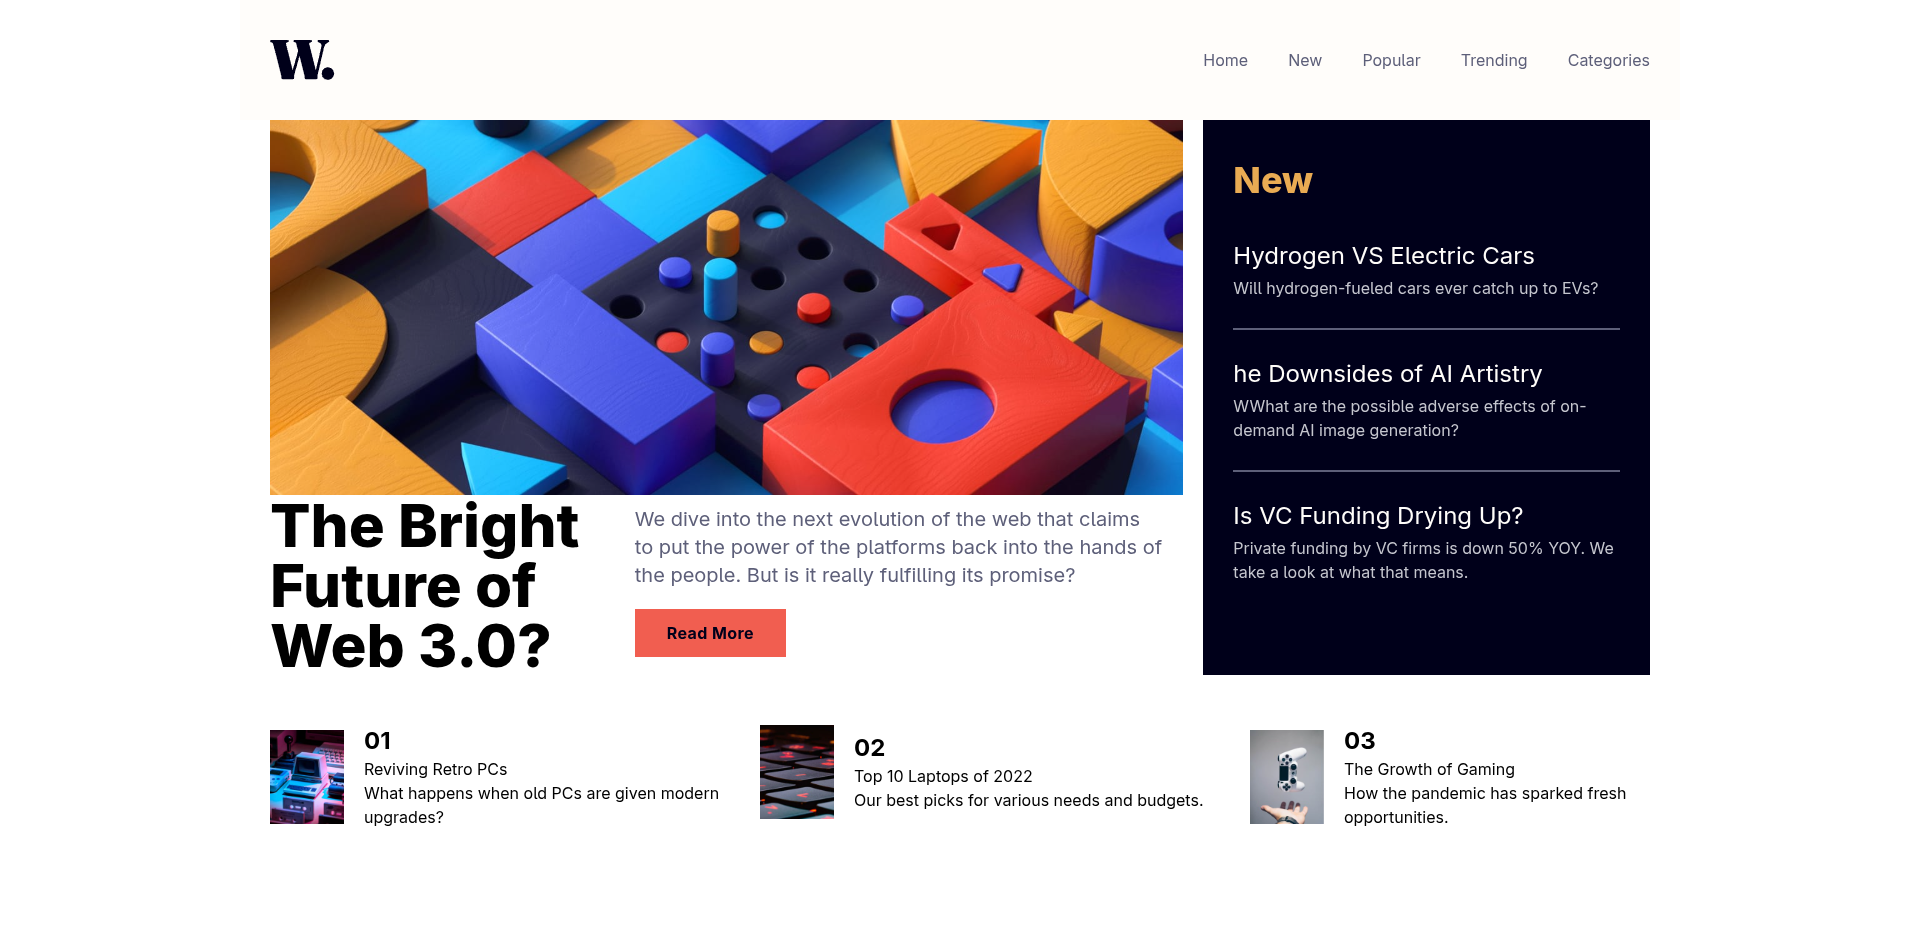 W.
Home New Popular Trending Categories
New
Hydrogen VS Electric Cars
Will hydrogen-fueled cars ever catch up to EVs?
he Downsides of AI Artistry
WWhat are the possible adverse effects of on-
demand AI image generation?
Is VC Funding Drying Up?
Private funding by VC firms is down 50% YOY. We
take a look at what that means.
The Bright
Future of
Web 3.0?
We dive into the next evolution of the web that claims
to put the power of the platforms back into the hands of
the people. But is it really fulfilling its promise?
Read More
01
Reviving Retro PCs
What happens when old PCs are given modern
upgrades?
02
Top 10 Laptops of 2022
Our best picks for various needs and budgets.
03
The Growth of Gaming
How the pandemic has sparked fresh
opportunities.